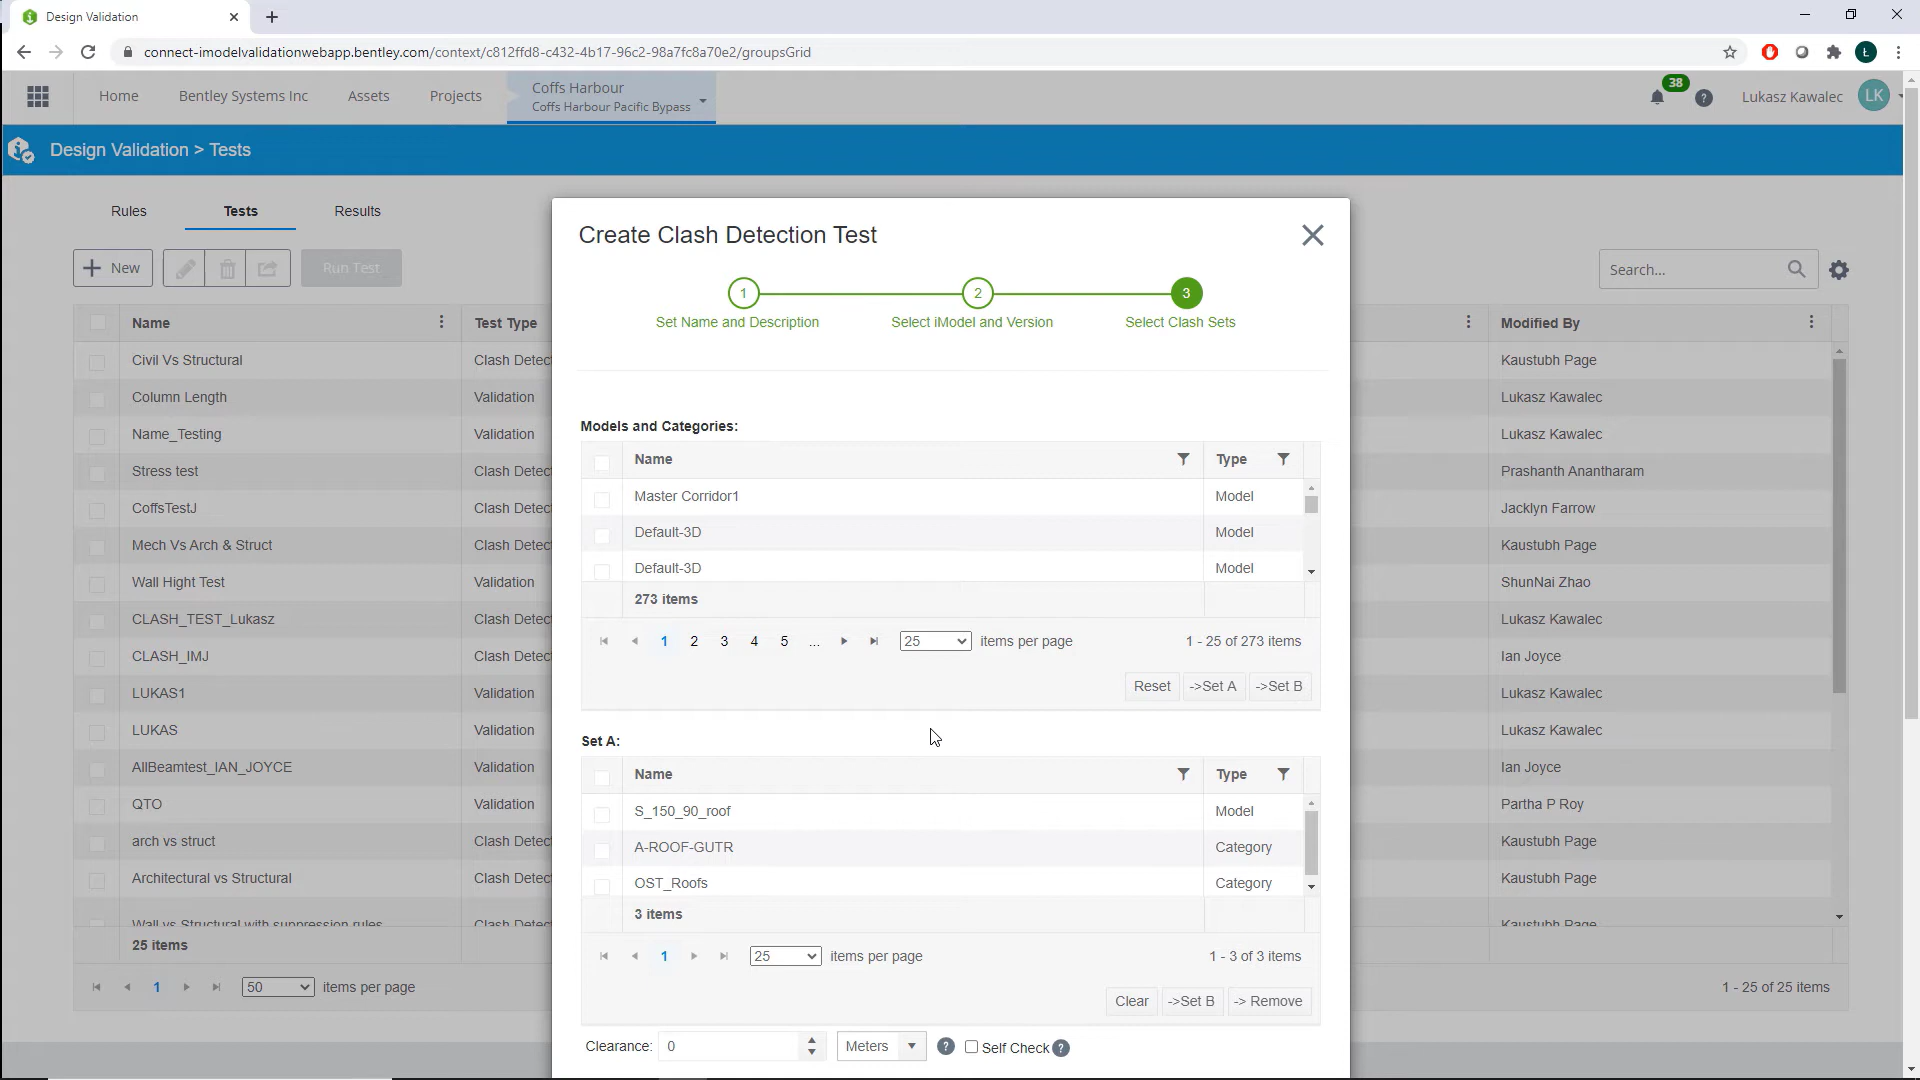 Design Validation
connect-imodelvalidationwebapp.bentley.com/context/c812ffd8-c432-4b17-96c2-98a7fc8a70e2/groupsGrid
Ł
Home
Bentley Systems Inc
Assets
Projects
Coffs Harbour
Coffs Harbour Pacific Bypass
38
?
Lukasz Kawalec
LK
Design Validation > Tests
Rules
Tests
Results
New
Run Test
Search...
Name
Test Type
Modified By
Civil Vs Structural
Clash Detec
Kaustubh Page
Column Length
Validation
Lukasz Kawalec
Name_Testing
Validation
Lukasz Kawalec
Stress test
Clash Detec
Prashanth Anantharam
CoffsTestJ
Clash Detec
Jacklyn Farrow
Mech Vs Arch & Struct
Clash Detec
Kaustubh Page
Wall Hight Test
Validation
ShunNai Zhao
CLASH_TEST_Lukasz
Clash Detec
Lukasz Kawalec
CLASH_IMJ
Clash Detec
Ian Joyce
LUKAS1
Validation
Lukasz Kawalec
LUKAS
Validation
Lukasz Kawalec
AllBeamtest_IAN_JOYCE
Validation
Ian Joyce
QTO
Validation
Partha P Roy
arch vs struct
Clash Detec
Kaustubh Page
Architectural vs Structural
Clash Detec
Kaustubh Page
Wall vs Structural with suppression rules
Clash Detec
Kaustubh Page
25 items
1
50
items per page
1 - 25 of 25 items
Create Clash Detection Test
1
2
3
Set Name and Description
Select iModel and Version
Select Clash Sets
Models and Categories:
Name
Type
Master Corridor1
Model
Default-3D
Model
Default-3D
Model
273 items
1 2 3 4 5 ...
25
items per page
1 - 25 of 273 items
Reset
->Set A
->Set B
Set A:
Name
Type
S_150_90_roof
Model
A-ROOF-GUTR
Category
OST_Roofs
Category
3 items
1
25
items per page
1 - 3 of 3 items
Clear
->Set B
-> Remove
Clearance:
0
Meters
?
Self Check
?